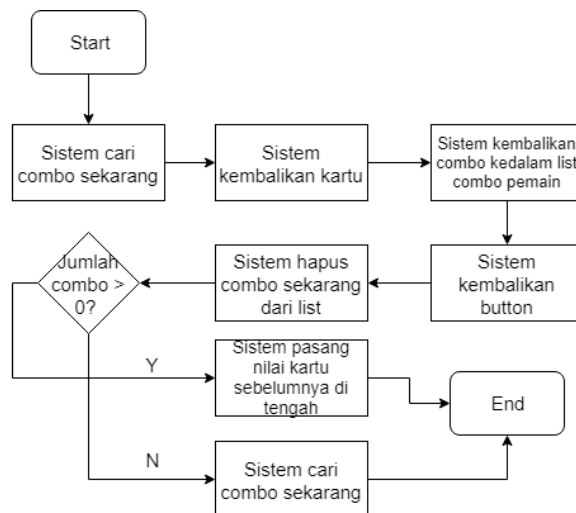 Start
Sistem cari
combo sekarang
Sistem
kembalikan kartu
Sistem kembalikan
combo kedalam list
combo pemain
Jumlah
combo >
0?
Sistem hapus
combo sekarang
dari list
Sistem
kembalikan
button
Y
Sistem pasang
nilai kartu
sebelumnya di
tengah
End
N
Sistem cari
combo sekarang